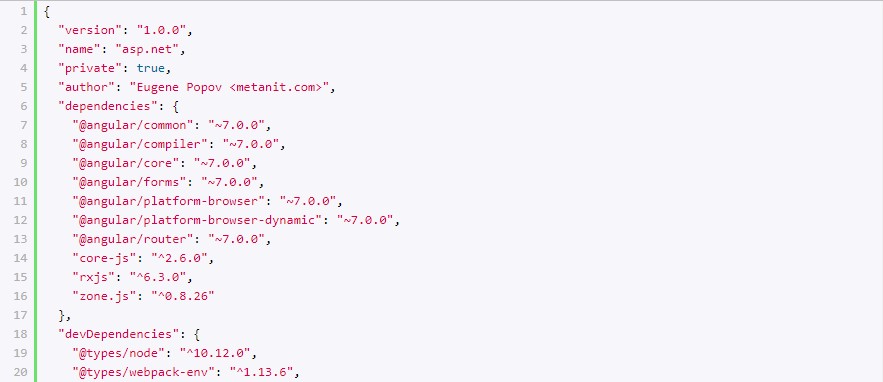 1 {
2 "version": "1.0.0",
3 "name": "asp.net",
4 "private": true,
5 "author": "Eugene Popov <metanit.com>",
6 "dependencies": {
7 "@angular/common": "~7.0.0",
8 "@angular/compiler": "~7.0.0",
9 "@angular/core": "~7.0.0",
10 "@angular/forms": "~7.0.0",
11 "@angular/platform-browser": "~7.0.0",
12 "@angular/platform-browser-dynamic": "~7.0.0",
13 "@angular/router": "~7.0.0",
14 "core-js": "^2.6.0",
15 "rxjs": "^6.3.0",
16 "zone.js": "^0.8.26"
17 },
18 "devDependencies": {
19 "@types/node": "^10.12.0",
20 "@types/webpack-env": "^1.13.6",